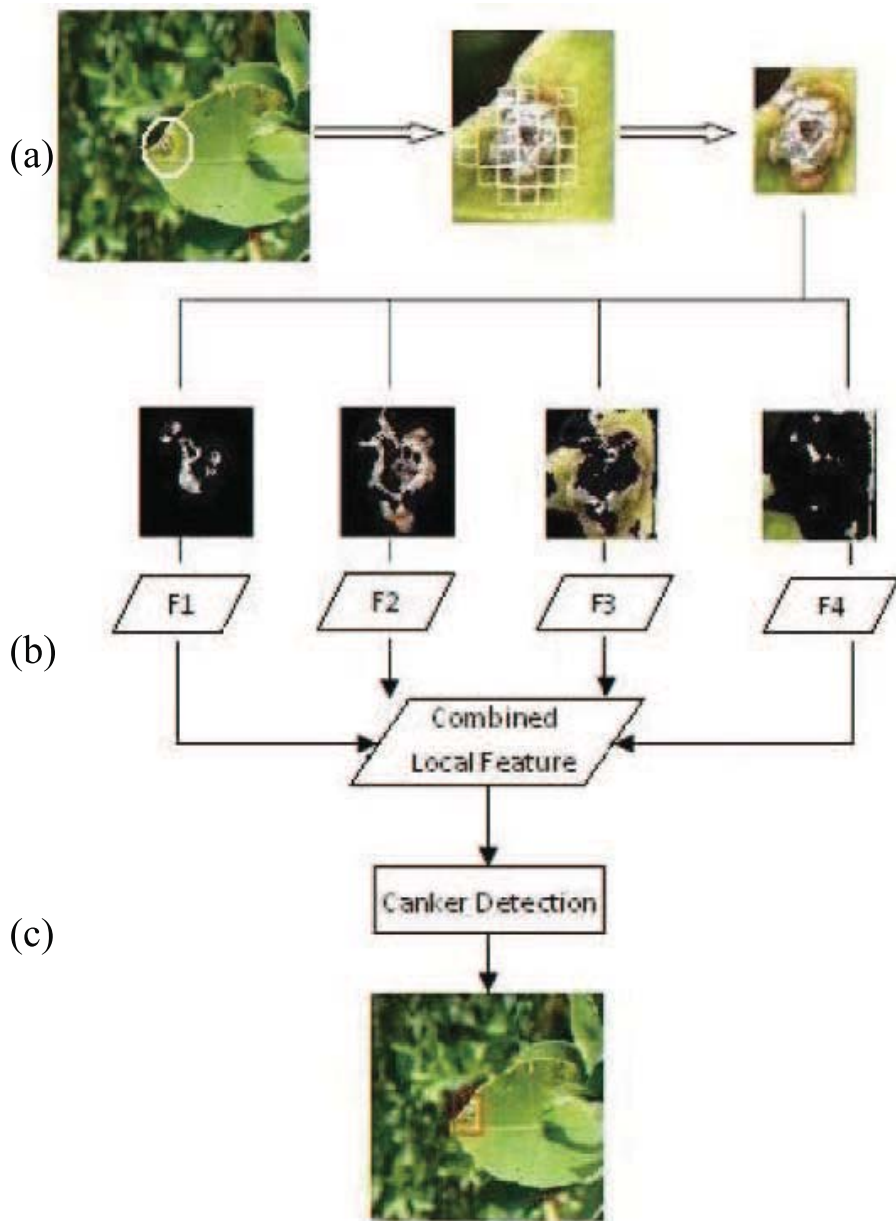 (a)
F1
F2
F3
F4
(b)
Combined
Local Feature
Canker Detection
(c)